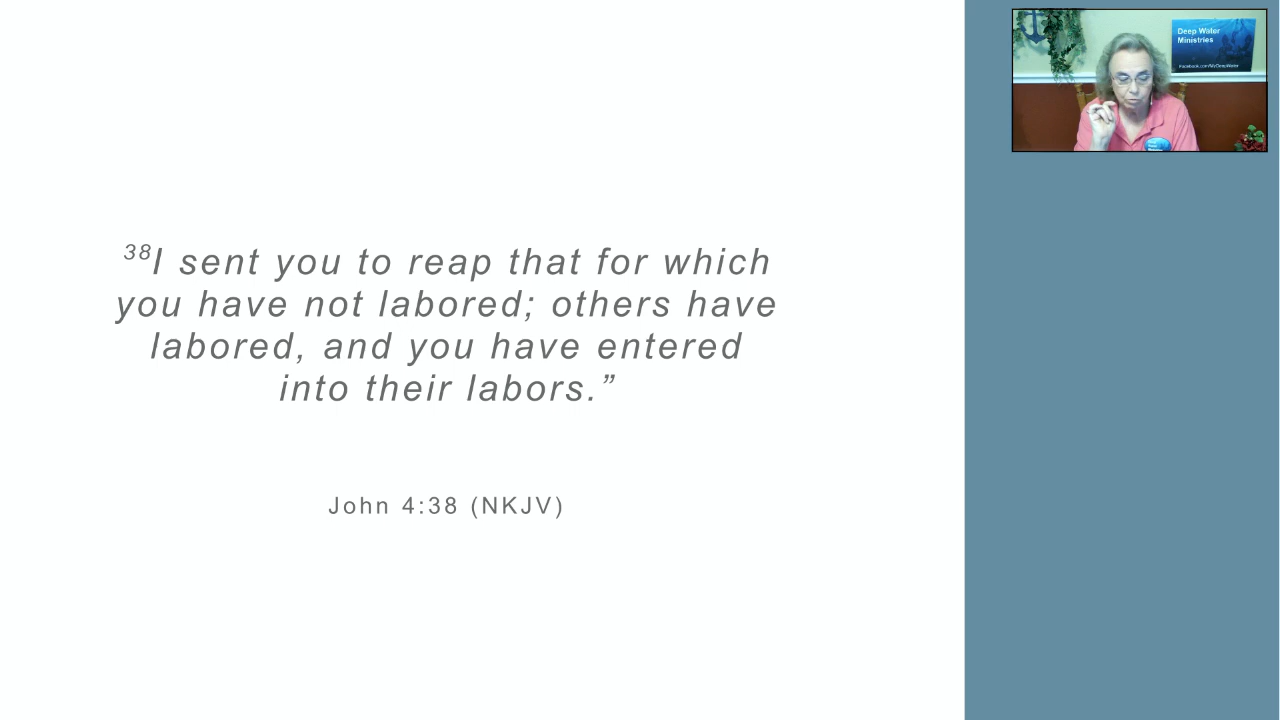 ³⁸I sent you to reap that for which
you have not labored; others have
labored, and you have entered
into their labors.”
John 4:38 (NKJV)
Deep Water
Ministries